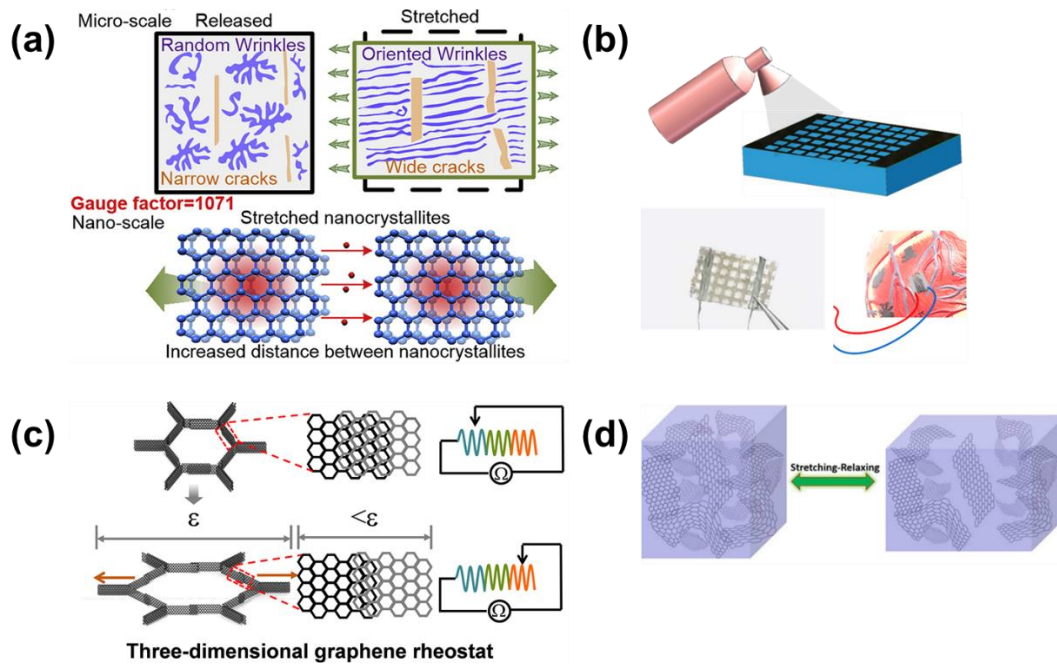 (a)
Micro-scale Released Stretched
Random Wrinkles
Oriented Wrinkles
Narrow cracks
Wide cracks
Gauge factor=1071
Nano-scale
Stretched nanocrystallites
Increased distance between nanocrystallites
(b)
(c)
Ω
ε
<ε
Ω
Three-dimensional graphene rheostat
(d)
Stretching-Relaxing